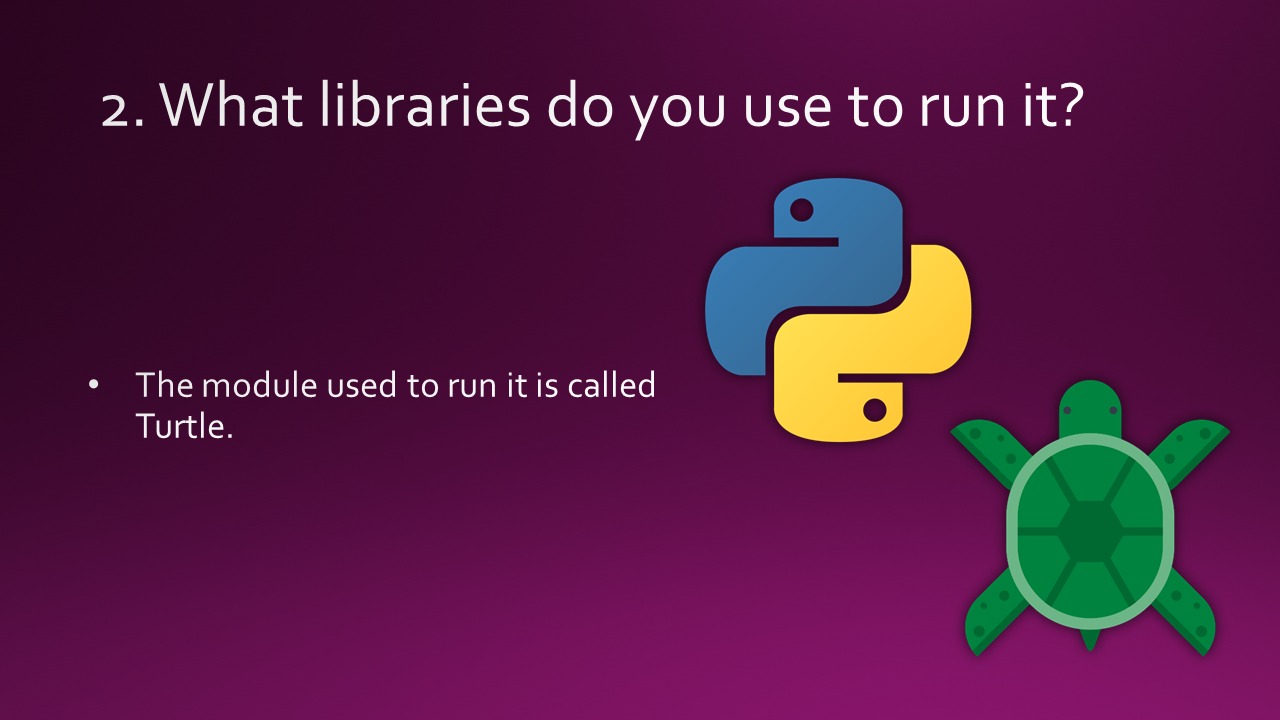 2. What libraries do you use to run it?
• The module used to run it is called
Turtle.